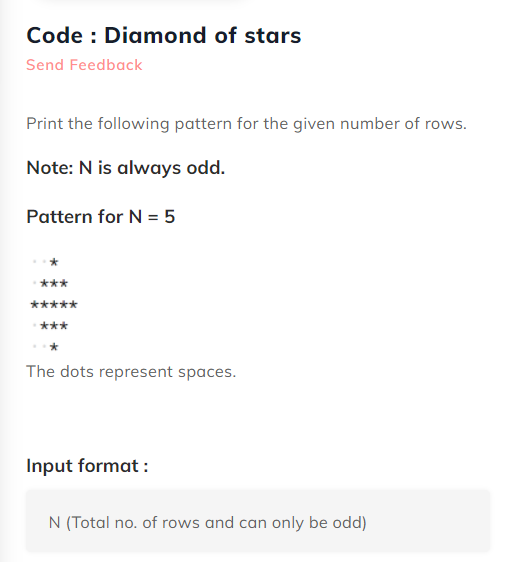 Code : Diamond of stars
Send Feedback
Print the following pattern for the given number of rows.
Note: N is always odd.
Pattern for N = 5
··*
·***
*****
·***
··*
The dots represent spaces.
Input format :
N (Total no. of rows and can only be odd)